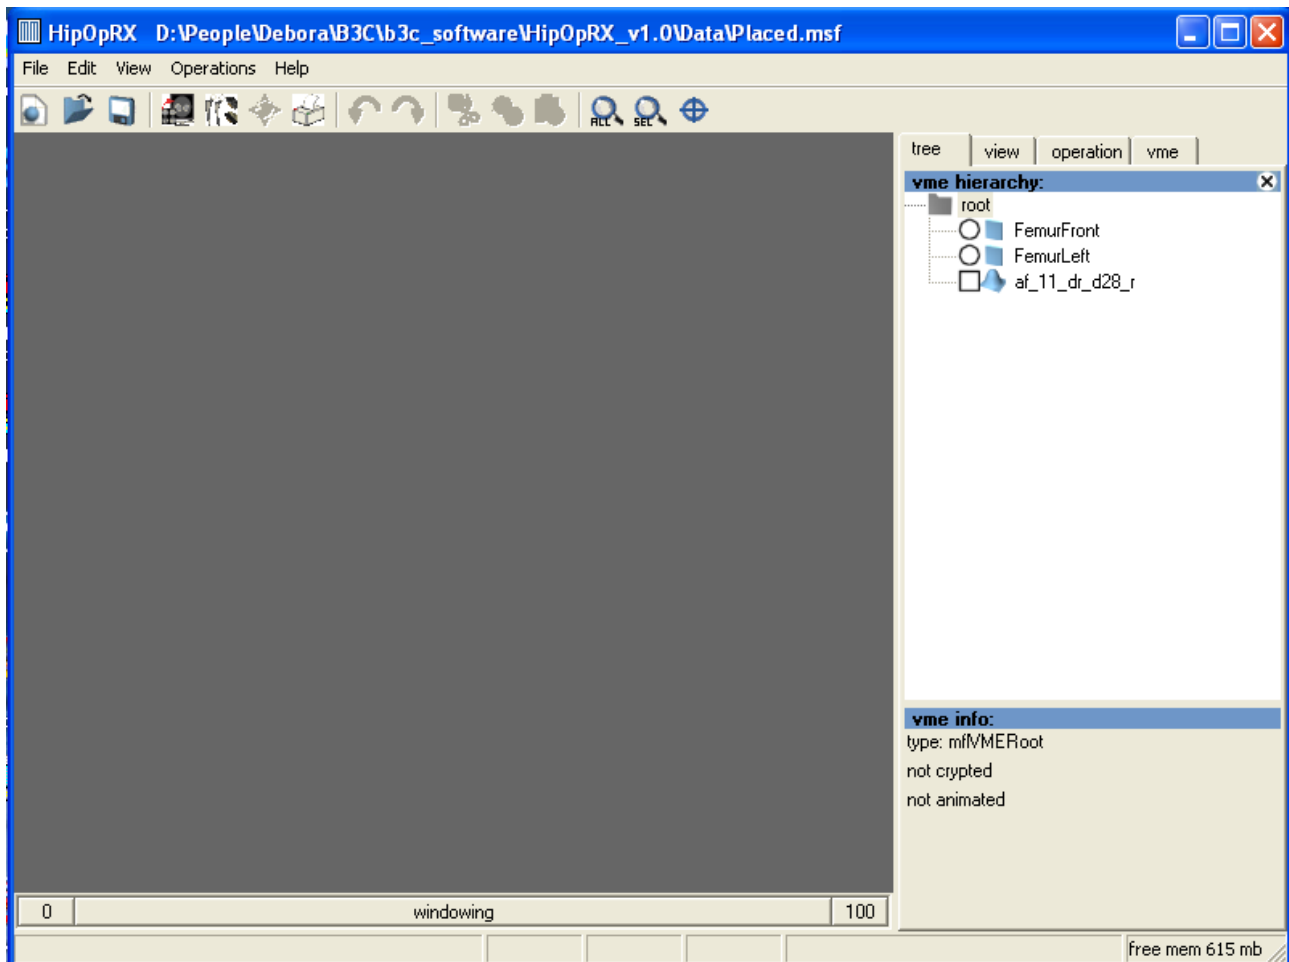 HipOpRX D:\People\Debora\B3C\b3c_software\HipOpRX_v1.0\Data\Placed.msf
File Edit View Operations Help
ALL SEL
tree view operation vme
vme hierarchy:
root
FemurFront
FemurLeft
af_11_dr_d28_r
vme info:
type: mflVMERoot
not crypted
not animated
0 windowing 100
free mem 615 mb